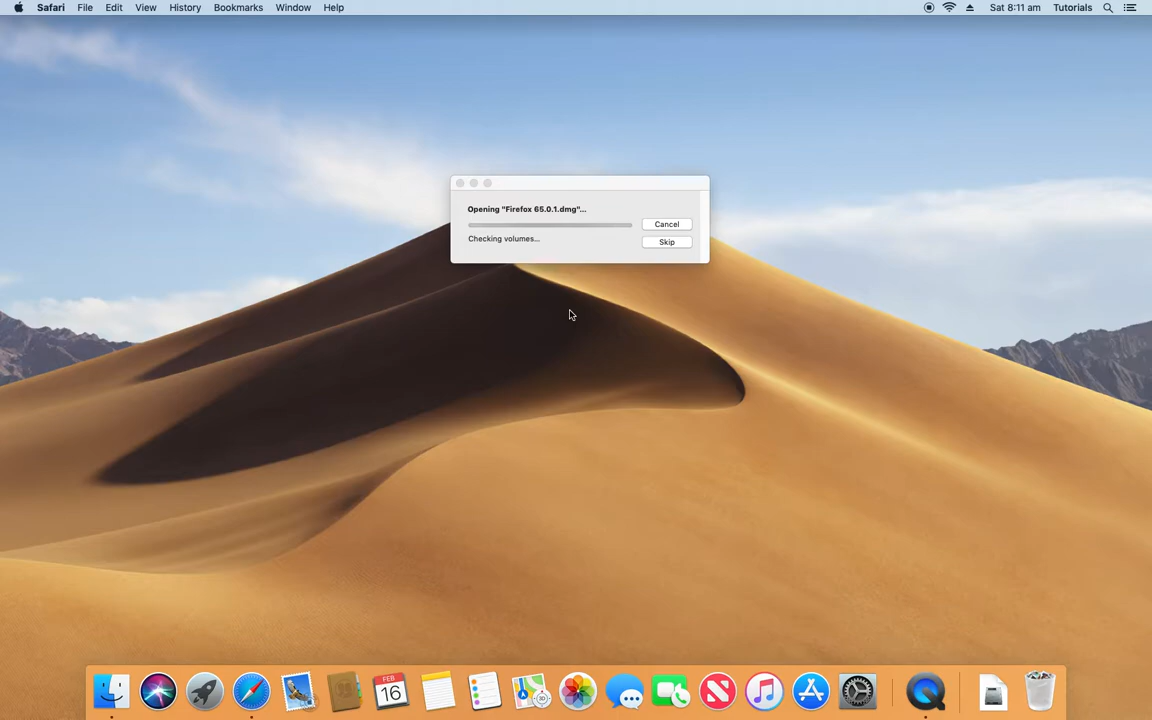 Safari File Edit View History Bookmarks Window Help Sat 8:11 am Tutorials
Opening "Firefox 65.0.1.dmg"...
Cancel
Checking volumes...
Skip
FEB
16
3D